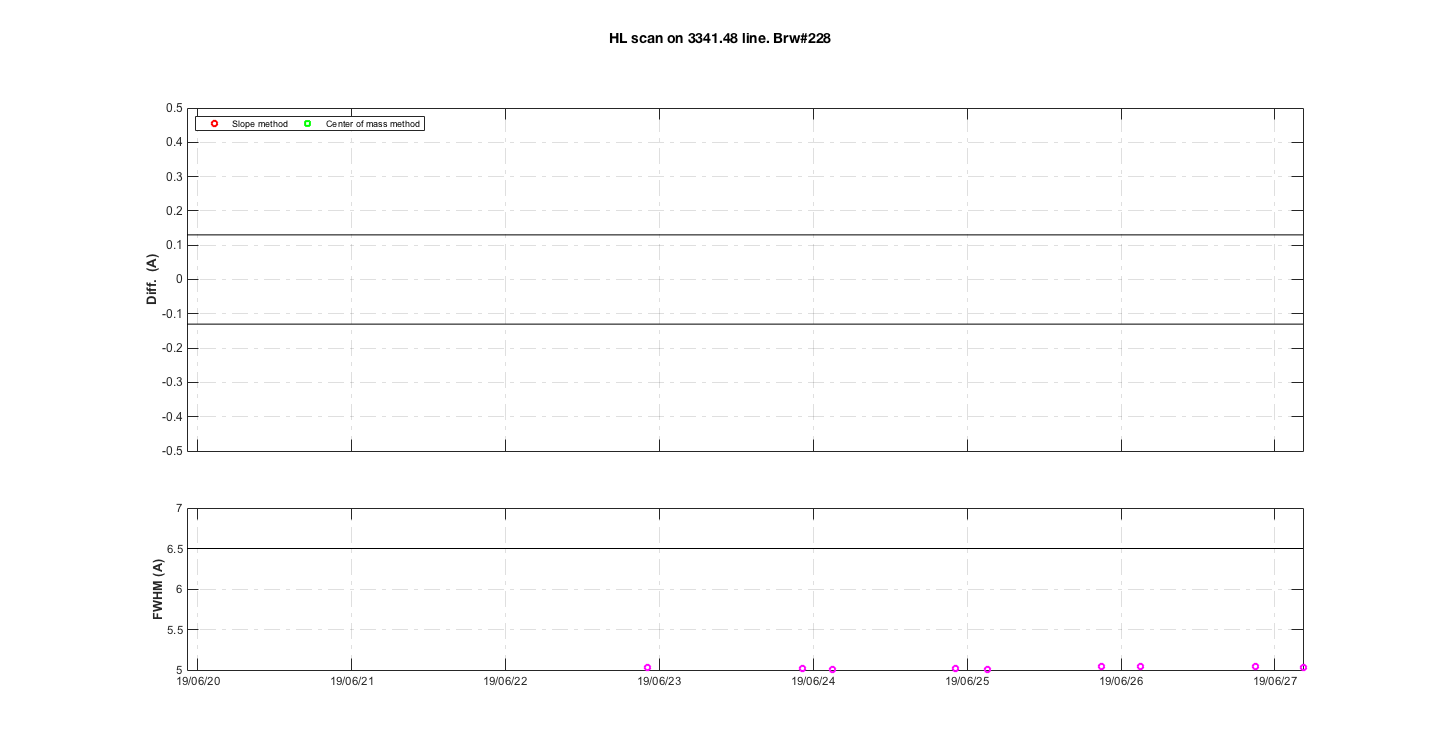 HL scan on 3341.48 line. Brw#228
Slope method
Center of mass method
0.5
0.4
0.3
0.2
0.1
0
-0.1
-0.2
-0.3
-0.4
-0.5
Diff. (A)
7
6.5
6
5.5
5
FWHM (A)
19/06/20 19/06/21 19/06/22 19/06/23 19/06/24 19/06/25 19/06/26 19/06/27